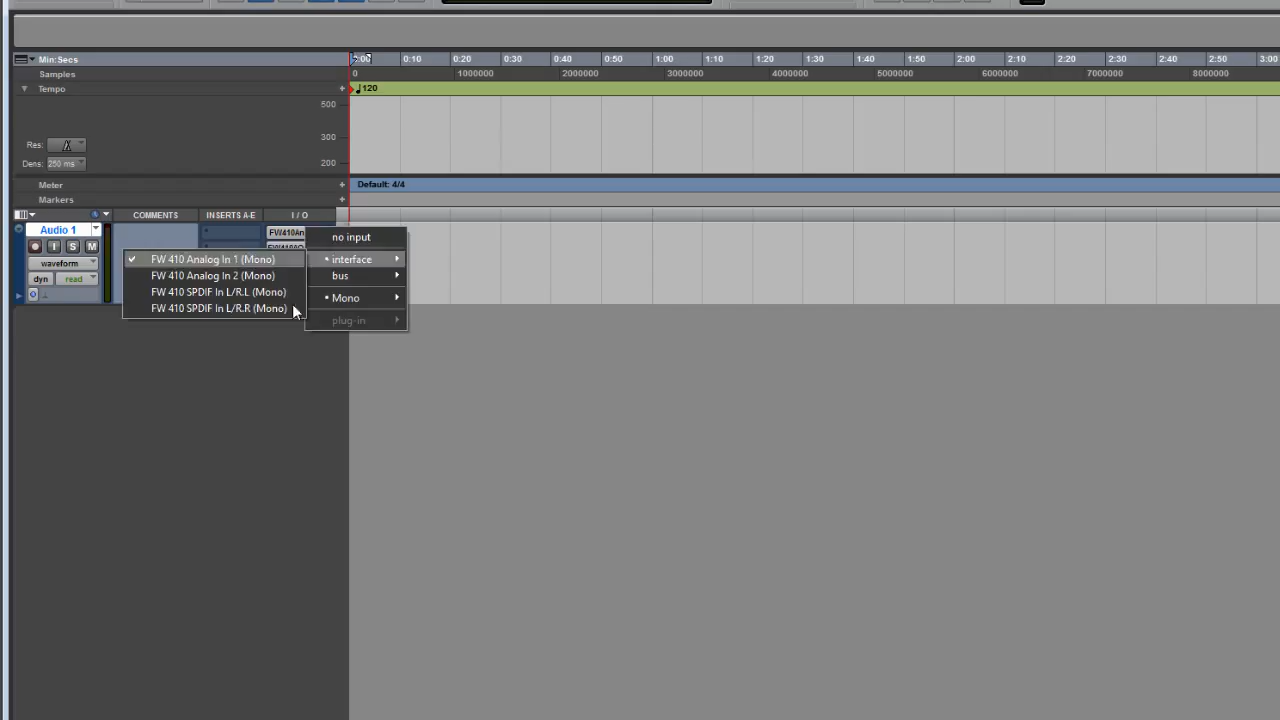 Min:Secs
0:00 0:10 0:20 0:30 0:40 0:50 1:00 1:10 1:20 1:30 1:40 1:50 2:00 2:10 2:20 2:30 2:40 2:50 3:00
Samples
0 1000000 2000000 3000000 4000000 5000000 6000000 7000000 8000000
Tempo + 120
500
300
Res:
Dens: 250 ms
200
Meter + Default: 4/4
Markers +
COMMENTS INSERTS A-E I / O
Audio 1
FW410An
no input
I S M
waveform
FW 410 Analog In 1 (Mono)
interface
dyn read
FW 410 Analog In 2 (Mono)
bus
FW 410 SPDIF In L/R.L (Mono)
Mono
FW 410 SPDIF In L/R.R (Mono)
plug-in